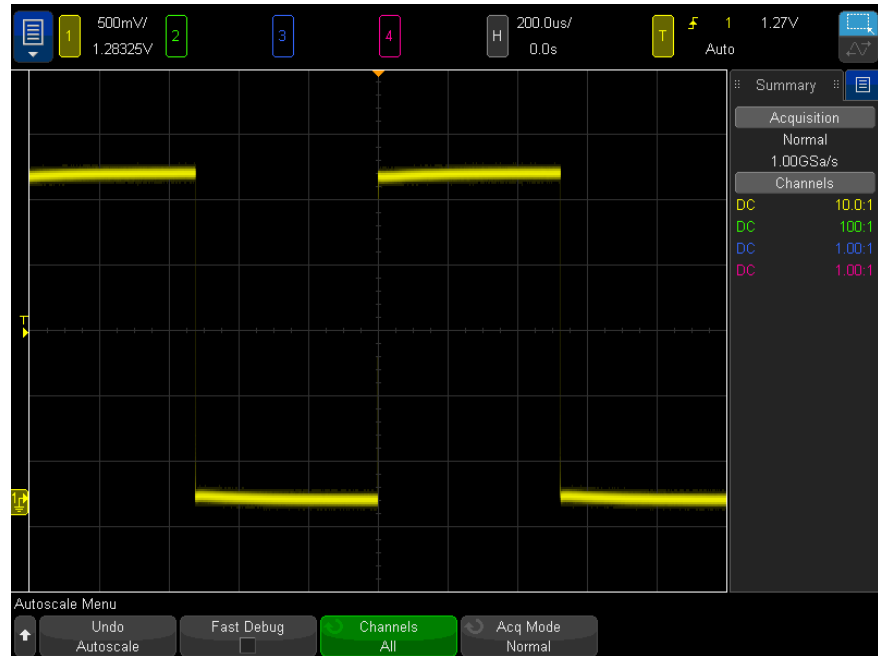 1 500mV/ 1.28325V
2
3
4
H 200.0us/ 0.0s
T 1 1.27V Auto
Summary
Acquisition
Normal
1.00GSa/s
Channels
DC 10.0:1
DC 100:1
DC 1.00:1
DC 1.00:1
T
1
Autoscale Menu
Undo Autoscale
Fast Debug
Channels All
Acq Mode Normal